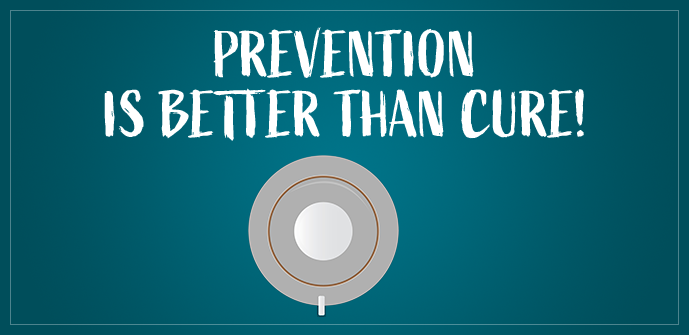 PREVENTION
IS BETTER THAN CURE!